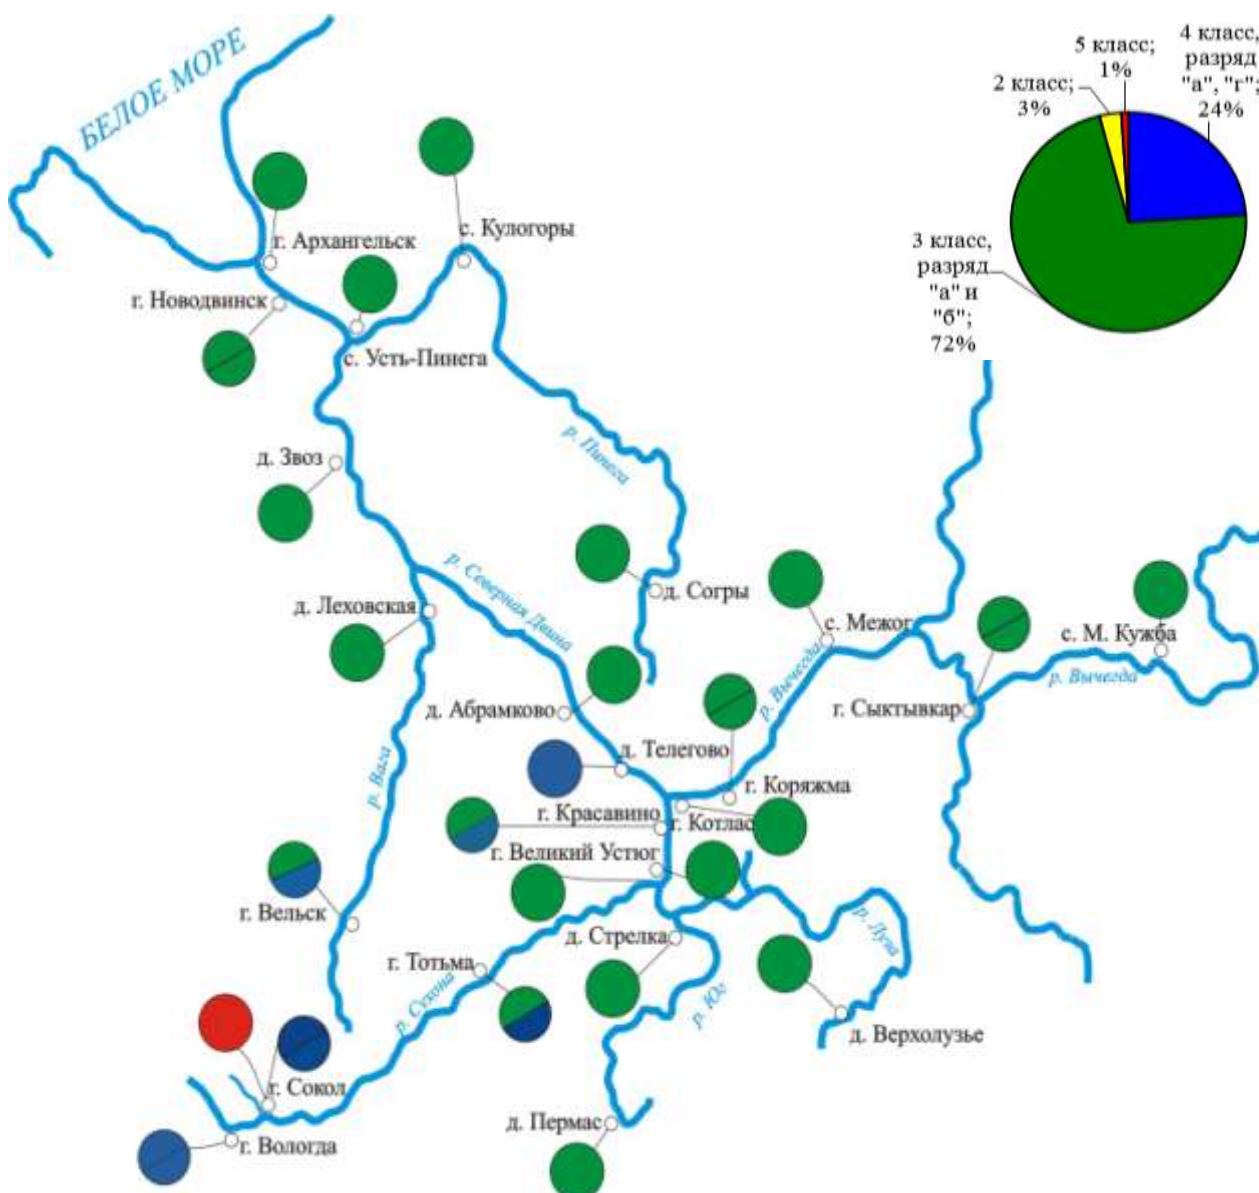 БЕЛОЕ МОРЕ
5 класс;
1%
4 класс,
разряд
"а", "г";
24%
2 класс;
3%
3 класс,
разряд
"а" и
"б";
72%
с. Кулогоры
г. Архангельск
г. Новодвинск
с. Усть-Пинега
р. Пинега
д. Звоз
р. Северная Двина
д. Согры
д. Леховская
с. Межог
с. М. Кужба
р. Вычегда
р. Вычегда
г. Сыктывкар
д. Абрамково
д. Телегово
р. Вага
г. Коряжма
г. Красавино
г. Котлас
г. Великий Устюг
г. Вельск
д. Стрелка
р. Луза
г. Тотьма
р. Сухона
р. Юг
д. Верхолузье
г. Сокол
д. Пермас
г. Вологда